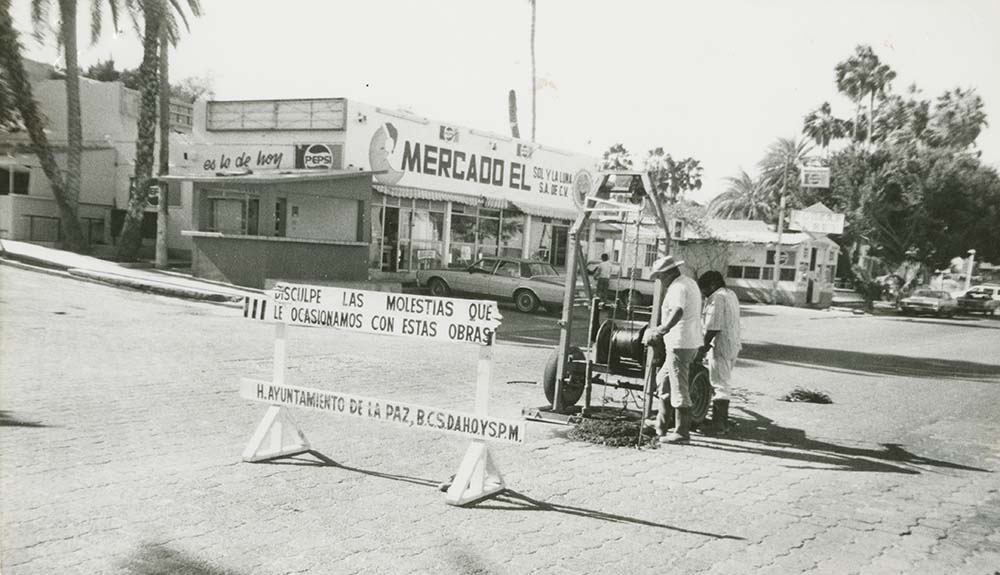 es lo de hoy
PEPSI
MERCADO EL
SOL Y LA LUNA
S.A. DE C.V.
DISCULPE LAS MOLESTIAS QUE
LE OCASIONAMOS CON ESTAS OBRAS
H. AYUNTAMIENTO DE LA PAZ, B.C.S.D.A.H.O.Y.S.P.M.